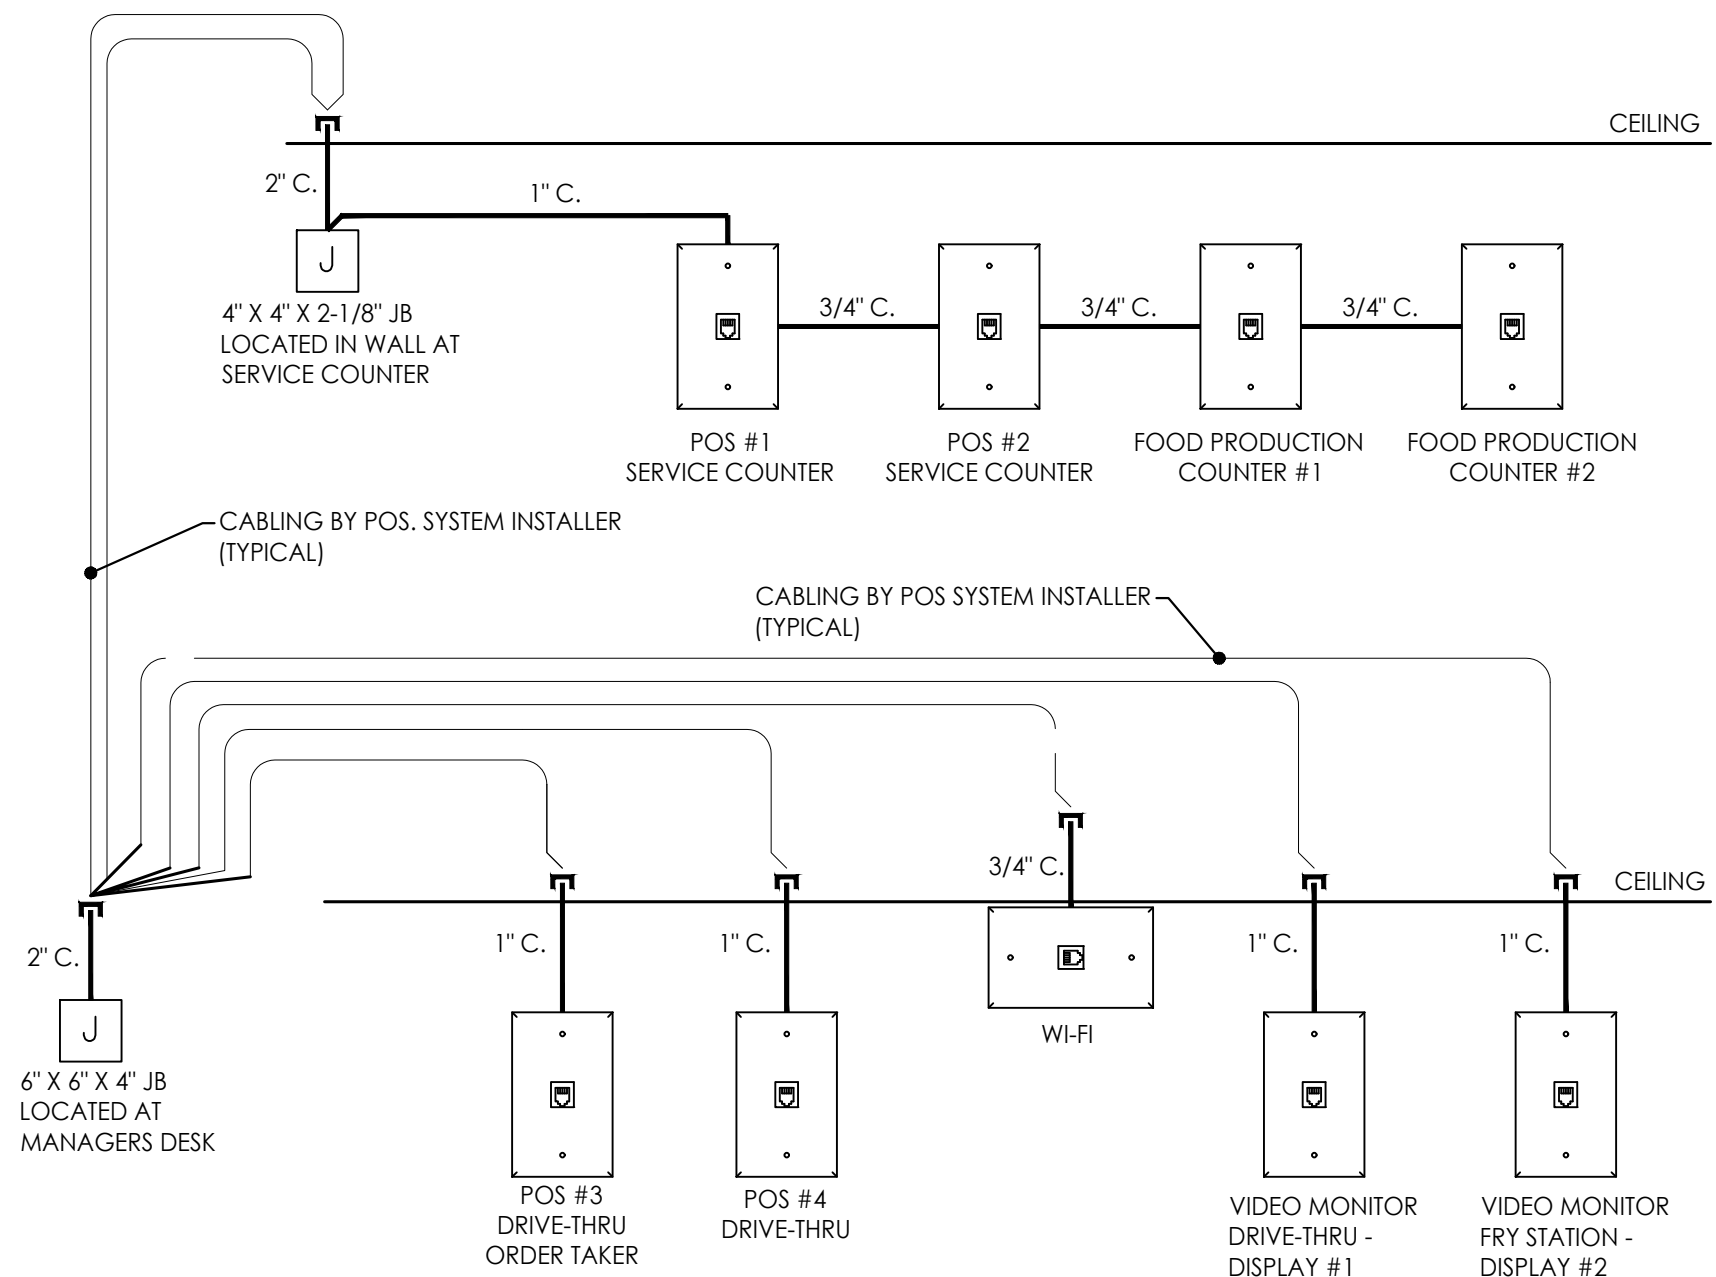 CEILING
2" C.
1" C.
J
4" X 4" X 2-1/8" JB
LOCATED IN WALL AT
SERVICE COUNTER
3/4" C.
3/4" C.
3/4" C.
POS #1
SERVICE COUNTER
POS #2
SERVICE COUNTER
FOOD PRODUCTION
COUNTER #1
FOOD PRODUCTION
COUNTER #2
CABLING BY POS. SYSTEM INSTALLER
(TYPICAL)
CABLING BY POS SYSTEM INSTALLER
(TYPICAL)
CEILING
2" C.
J
6" X 6" X 4" JB
LOCATED AT
MANAGERS DESK
1" C.
1" C.
3/4" C.
1" C.
1" C.
POS #3
DRIVE-THRU
ORDER TAKER
POS #4
DRIVE-THRU
WI-FI
VIDEO MONITOR
DRIVE-THRU -
DISPLAY #1
VIDEO MONITOR
FRY STATION -
DISPLAY #2